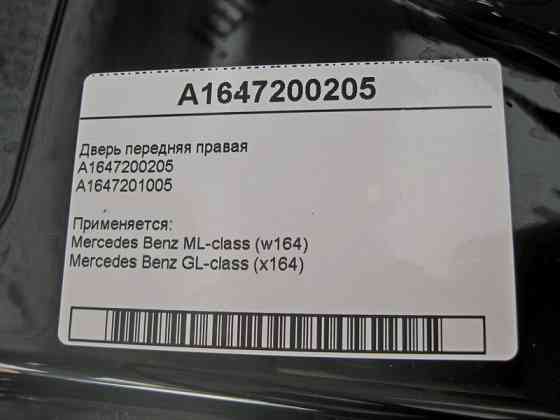 A1647200205
Дверь передняя правая
A1647200205
A1647201005
Применяется:
Mercedes Benz ML-class (w164)
Mercedes Benz GL-class (x164)